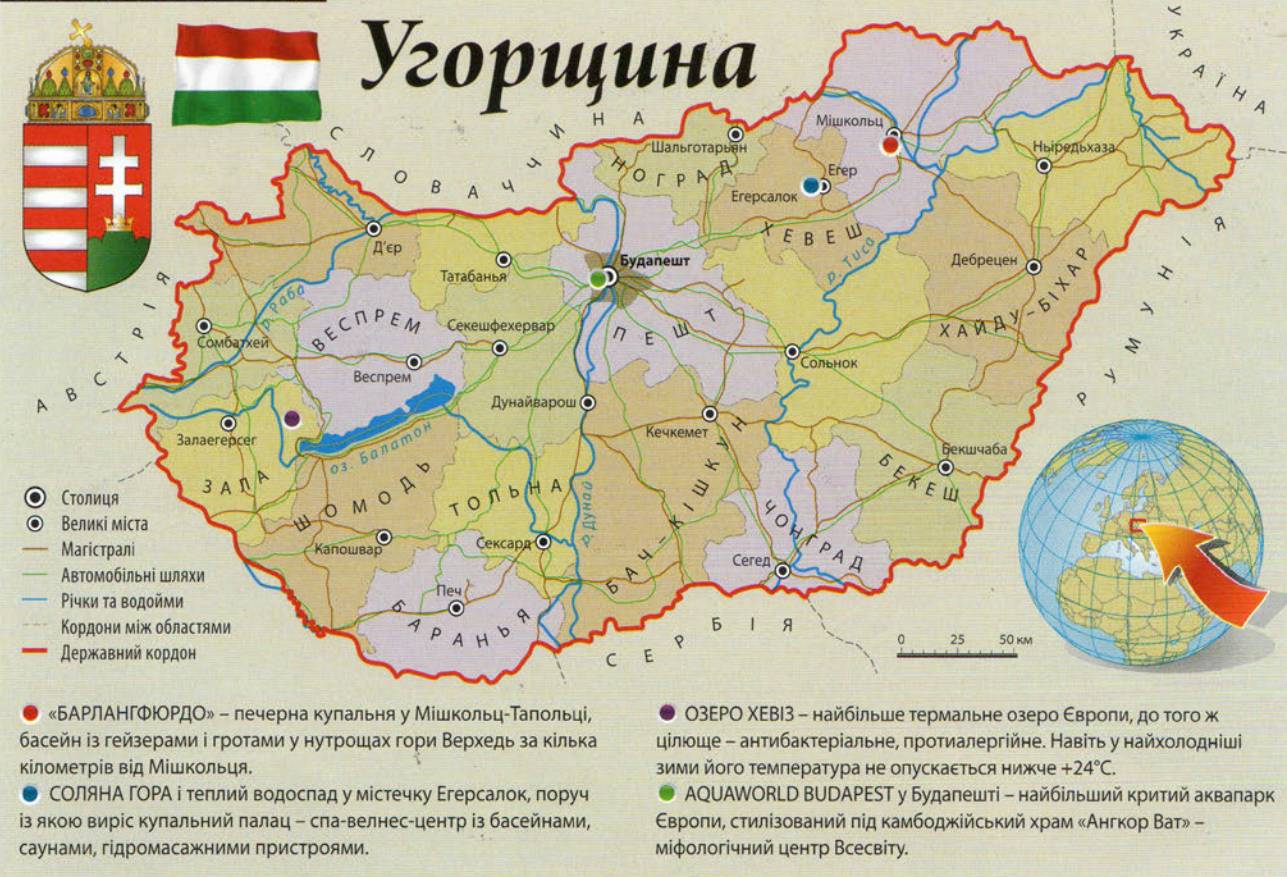 Угорщина
УКРАЇНА
СЛОВАЧЧИНА
АВСТРІЯ
РУМУНІЯ
СЕРБІЯ
Мішкольц
Шальготарьян
НОГРАД
Ньіредьхаза
Егер
Егерсалок
ХЕВЕШ
р. Тиса
Д'єр
Татабанья
Будапешт
Дебрецен
ХАЙДУ-БІХАР
р. Раба
ВЕСПРЕМ
Секешфехервар
ПЕШТ
Сомбатхей
Веспрем
Сольнок
Дунайварош
Залаегерсег
Кечкемет
оз. Балатон
Бекшчаба
БЕКЕШ
ЗАЛА
ШОМОДЬ
ТОЛЬНА
р. Дунай
БАЧ-КІШКУН
ЧОНГРАД
Капошвар
Сексард
Сегед
Печ
БАРАНЬЯ
Столиця
Великі міста
Магістралі
Автомобільні шляхи
Річки та водойми
Кордони між областями
Державний кордон
0 25 50 км
«БАРЛАНГФЮРДО» – печерна купальня у Мішкольц-Тапольці,
басейн із гейзерами і гротами у нутрощах гори Верхедь за кілька
кілометрів від Мішкольця.
СОЛЯНА ГОРА і теплий водоспад у містечку Егерсалок, поруч
із якою виріс купальний палац – спа-велнес-центр із басейнами,
саунами, гідромасажними пристроями.
ОЗЕРО ХЕВІЗ – найбільше термальне озеро Європи, до того ж
цілюще – антибактеріальне, протиалергійне. Навіть у найхолодніші
зими його температура не опускається нижче +24°С.
AQUAWORLD BUDAPEST у Будапешті – найбільший критий аквапарк
Європи, стилізований під камбоджійський храм «Ангкор Ват» –
міфологічний центр Всесвіту.